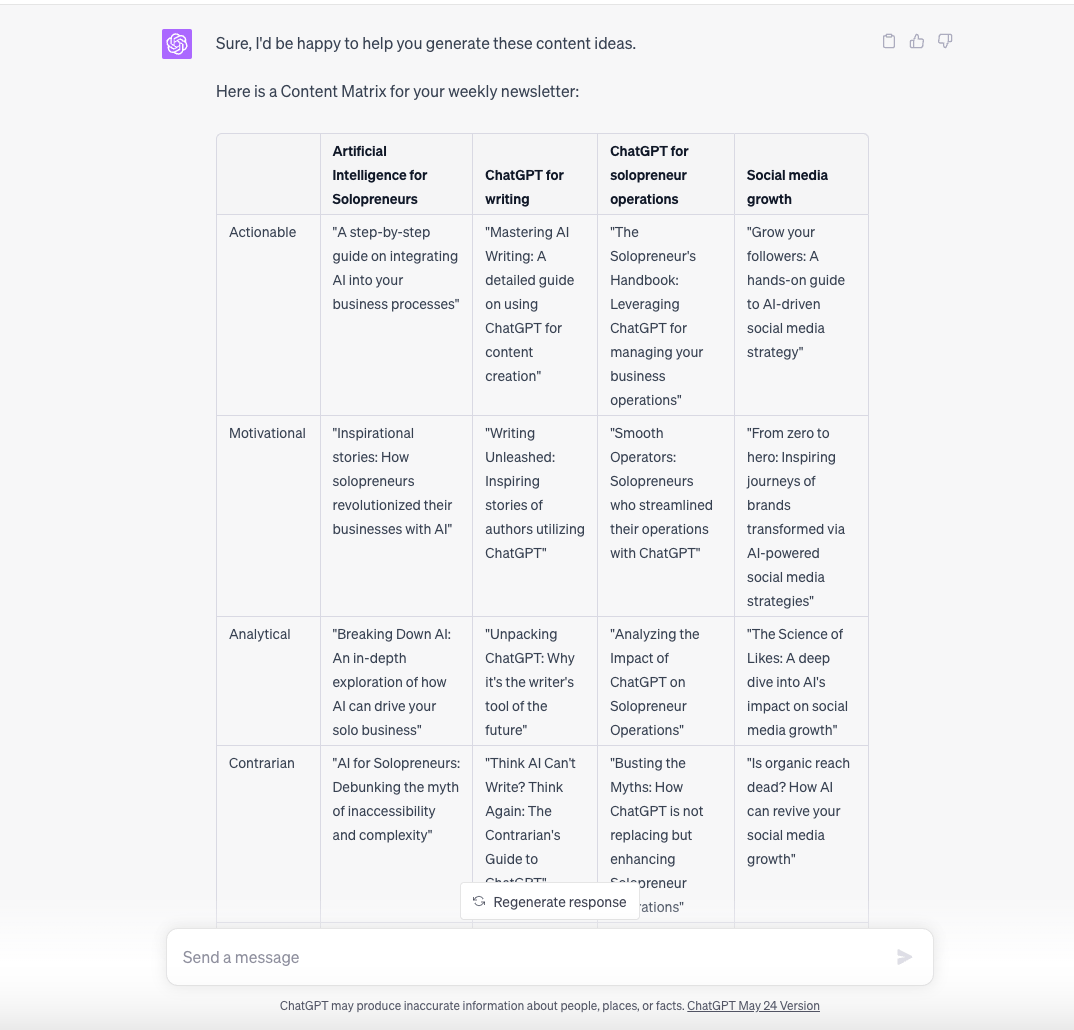 Sure, I'd be happy to help you generate these content ideas.
Here is a Content Matrix for your weekly newsletter:
Artificial
Intelligence for
Solopreneurs
ChatGPT for
writing
ChatGPT for
solopreneur
operations
Social media
growth
Actionable
"A step-by-step
guide on integrating
AI into your
business processes"
"Mastering AI
Writing: A
detailed guide
on using
ChatGPT for
content
creation"
"The
Solopreneur's
Handbook:
Leveraging
ChatGPT for
managing your
business
operations"
"Grow your
followers: A
hands-on guide
to AI-driven
social media
strategy"
Motivational
"Inspirational
stories: How
solopreneurs
revolutionized their
businesses with AI"
"Writing
Unleashed:
Inspiring
stories of
authors utilizing
ChatGPT"
"Smooth
Operators:
Solopreneurs
who streamlined
their operations
with ChatGPT"
"From zero to
hero: Inspiring
journeys of
brands
transformed via
AI-powered
social media
strategies"
Analytical
"Breaking Down AI:
An in-depth
exploration of how
AI can drive your
solo business"
"Unpacking
ChatGPT: Why
it's the writer's
tool of the
future"
"Analyzing the
Impact of
ChatGPT on
Solopreneur
Operations"
"The Science of
Likes: A deep
dive into AI's
impact on social
media growth"
Contrarian
"AI for Solopreneurs:
Debunking the myth
of inaccessibility
and complexity"
"Think AI Can't
Write? Think
Again: The
Contrarian's
Guide to
ChatGPT"
"Busting the
Myths: How
ChatGPT is not
replacing but
enhancing
Solopreneur
"Is organic reach
dead? How AI
can revive your
social media
growth"
Regenerate response
Send a message
ChatGPT may produce inaccurate information about people, places, or facts. ChatGPT May 24 Version